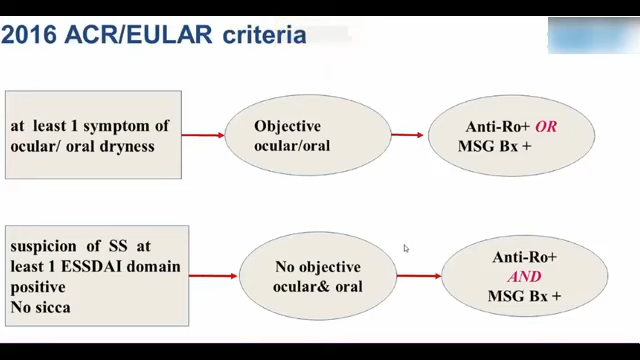 2016 ACR/EULAR criteria
at least 1 symptom of
ocular/ oral dryness
Objective
ocular/oral
Anti-Ro+ OR
MSG Bx +
suspicion of SS at
least 1 ESSDAI domain
positive
No sicca
No objective
ocular& oral
Anti-Ro+
AND
MSG Bx +